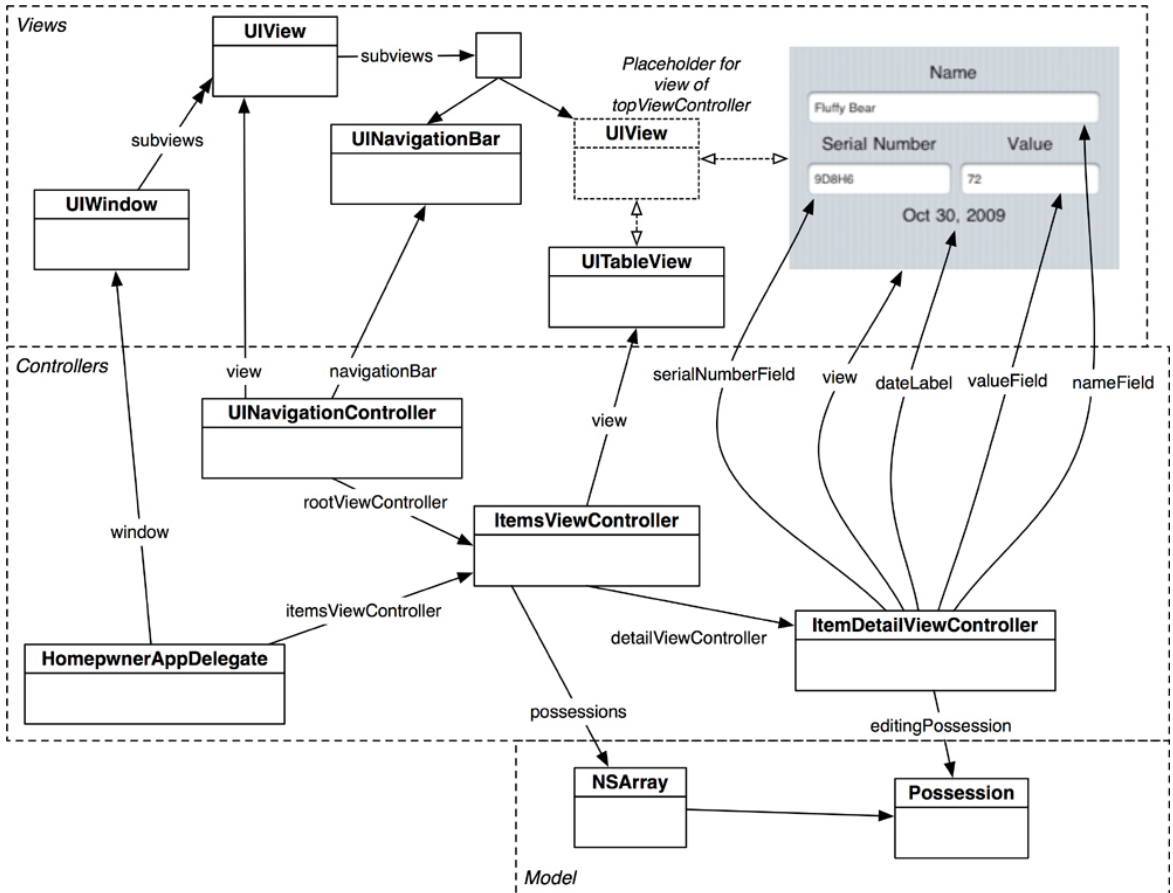 Views
UIView
subviews
Placeholder for
view of
topViewController
Name
Fluffy Bear
UINavigationBar
UIView
subviews
Serial Number
Value
9D8H6
72
UIWindow
Oct 30, 2009
UITableView
Controllers
view
navigationBar
serialNumberField
view
dateLabel
valueField
nameField
UINavigationController
view
rootViewController
ItemsViewController
window
itemsViewController
detailViewController
ItemDetailViewController
HomepwnerAppDelegate
possessions
editingPossession
NSArray
Possession
Model